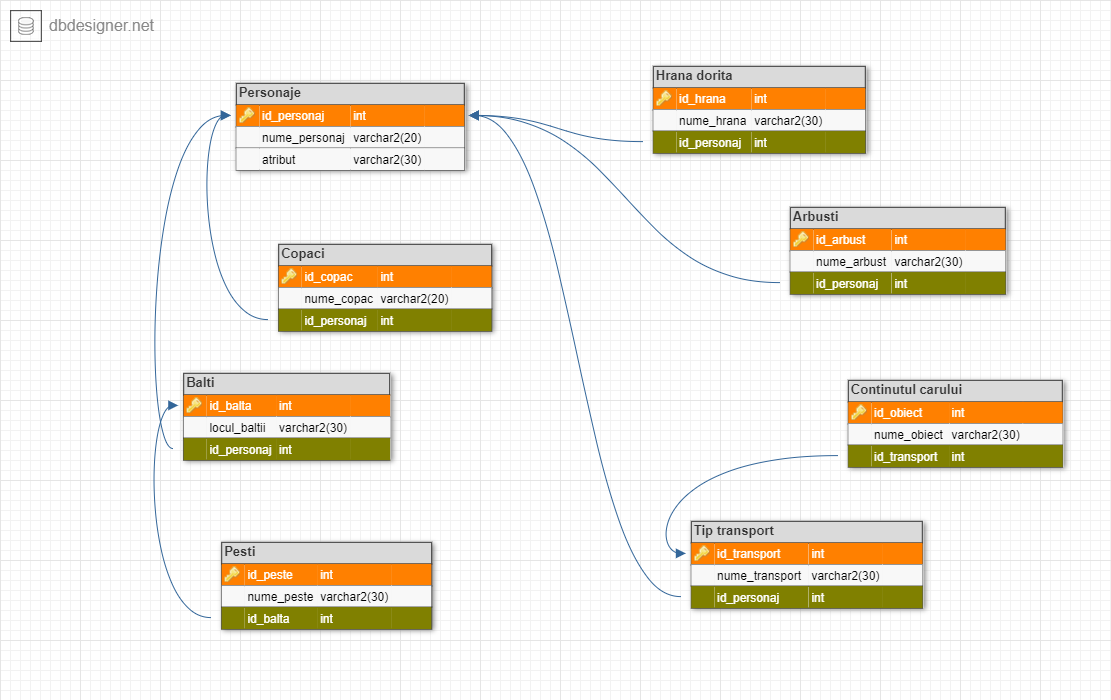 dbdesigner.net
Personaje
id_personaj int
nume_personaj varchar2(20)
atribut varchar2(30)
Hrana dorita
id_hrana int
nume_hrana varchar2(30)
id_personaj int
Arbusti
id_arbust int
nume_arbust varchar2(30)
id_personaj int
Copaci
id_copac int
nume_copac varchar2(20)
id_personaj int
Balti
id_balta int
locul_baltii varchar2(30)
id_personaj int
Continutul carului
id_obiect int
nume_obiect varchar2(30)
id_transport int
Tip transport
id_transport int
nume_transport varchar2(30)
id_personaj int
Pesti
id_peste int
nume_peste varchar2(30)
id_balta int